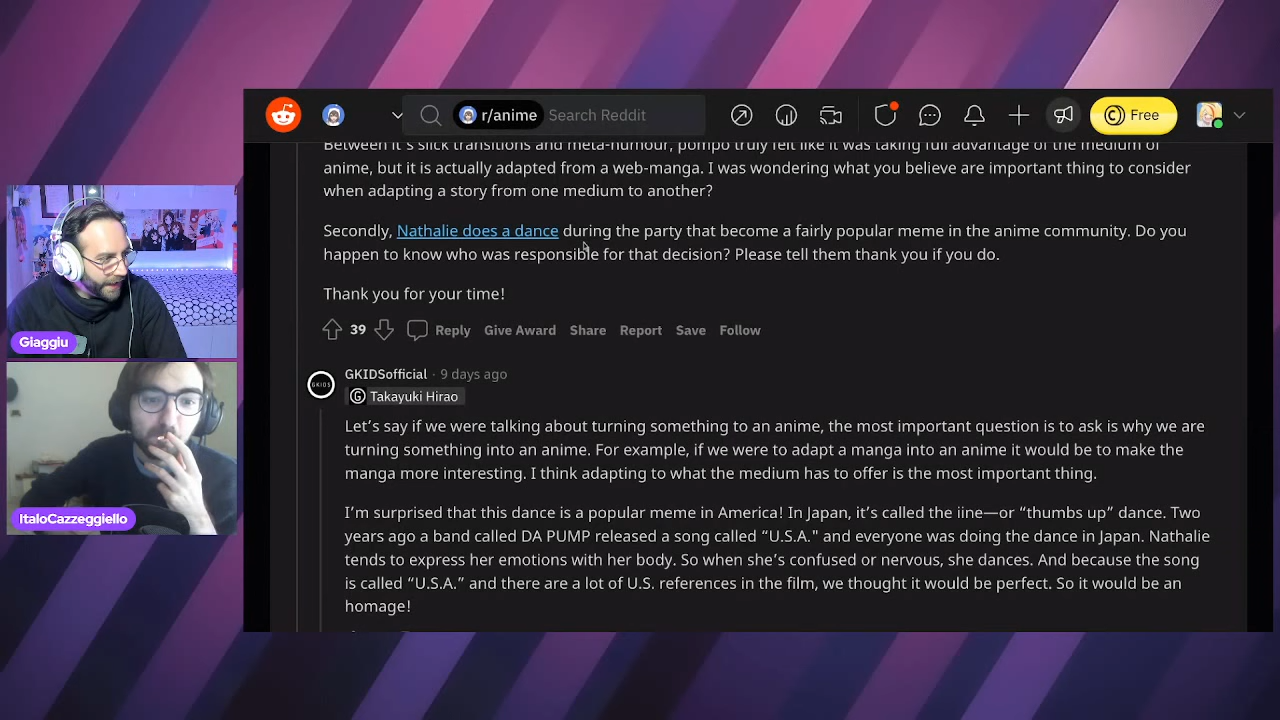 r/anime Search Reddit Free
Between it's slick transitions and meta-humour, pompo truly felt like it was taking full advantage of the medium of
anime, but it is actually adapted from a web-manga. I was wondering what you believe are important thing to consider
when adapting a story from one medium to another?
Secondly, Nathalie does a dance during the party that become a fairly popular meme in the anime community. Do you
happen to know who was responsible for that decision? Please tell them thank you if you do.
Thank you for your time!
39 Reply Give Award Share Report Save Follow
GKIDS
GKIDSofficial · 9 days ago
G Takayuki Hirao
Let's say if we were talking about turning something to an anime, the most important question is to ask is why we are
turning something into an anime. For example, if we were to adapt a manga into an anime it would be to make the
manga more interesting. I think adapting to what the medium has to offer is the most important thing.
I'm surprised that this dance is a popular meme in America! In Japan, it's called the iine—or “thumbs up” dance. Two
years ago a band called DA PUMP released a song called “U.S.A." and everyone was doing the dance in Japan. Nathalie
tends to express her emotions with her body. So when she's confused or nervous, she dances. And because the song
is called “U.S.A.” and there are a lot of U.S. references in the film, we thought it would be perfect. So it would be an
homage!
Giaggiu
ItaloCazzeggiello